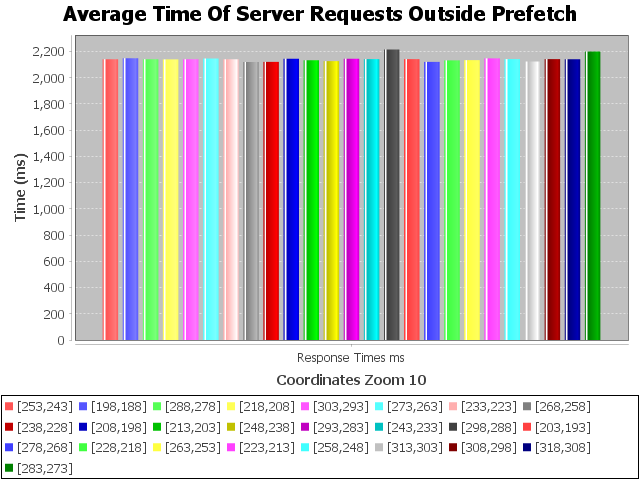 Average Time Of Server Requests Outside Prefetch
2,200
2,000
1,800
1,600
1,400
1,200
1,000
800
600
400
200
0
Time (ms)
Response Times ms
Coordinates Zoom 10
[253,243] [198,188] [288,278] [218,208] [303,293] [273,263] [233,223] [268,258]
[238,228] [208,198] [213,203] [248,238] [293,283] [243,233] [298,288] [203,193]
[278,268] [228,218] [263,253] [223,213] [258,248] [313,303] [308,298] [318,308]
[283,273]